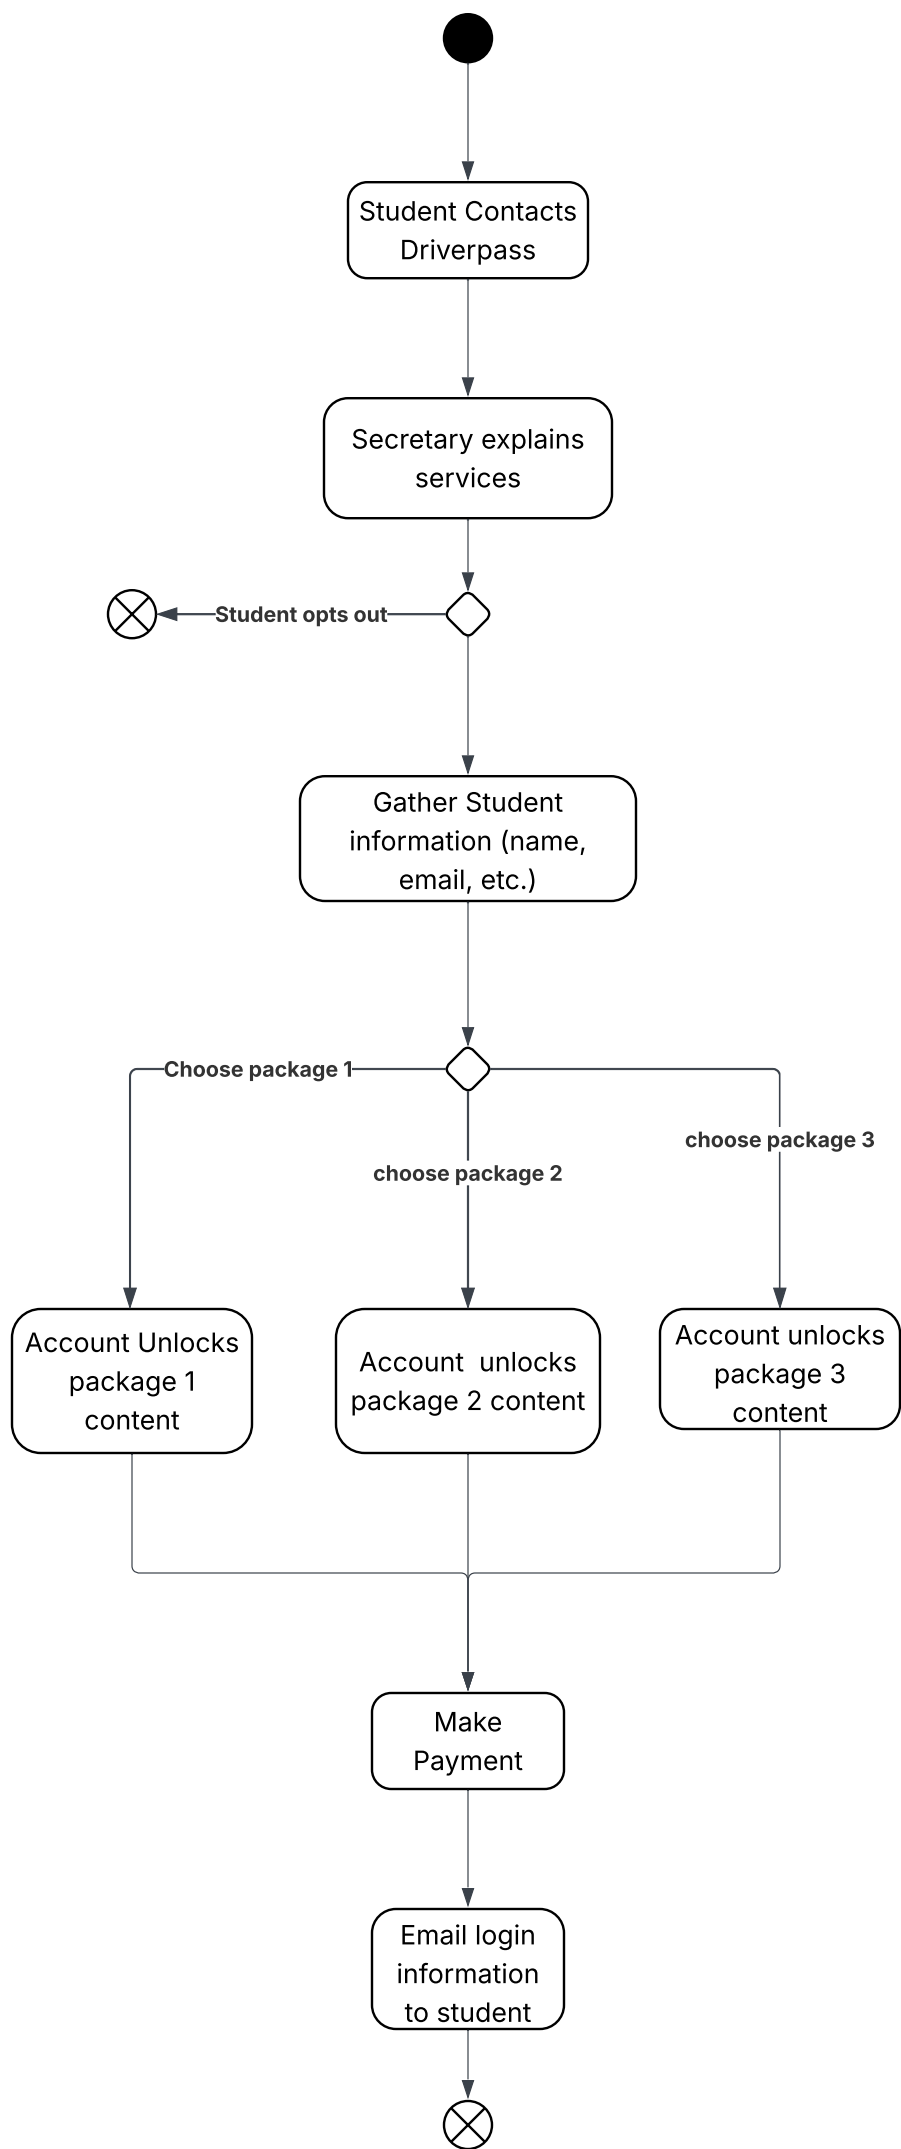 Student Contacts
Driverpass
Secretary explains
services
Student opts out
Gather Student
information (name,
email, etc.)
Choose package 1
choose package 3
choose package 2
Account Unlocks
package 1
content
Account  unlocks
package 2 content
Account unlocks
package 3
content
Make
Payment
Email login
information
to student